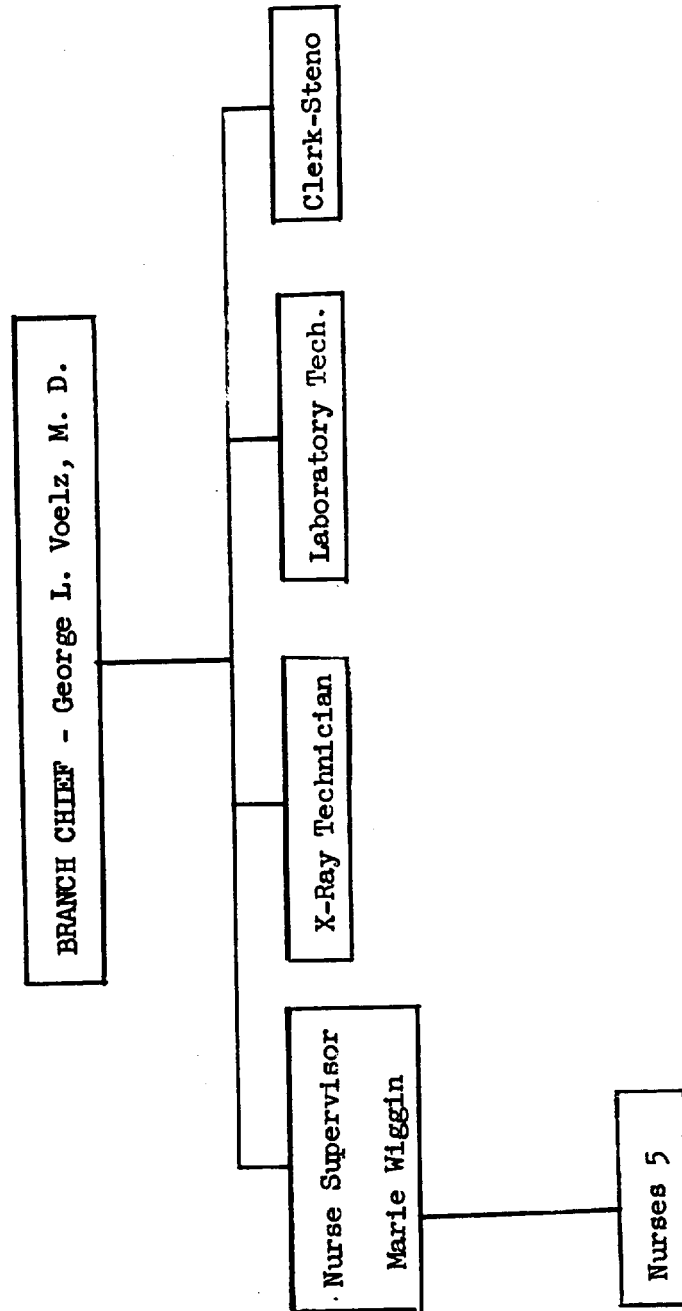 BRANCH CHIEF - George L. Voelz, M. D.
Nurse Supervisor
Marie Wiggin
X-Ray Technician
Laboratory Tech.
Clerk-Steno
Nurses 5